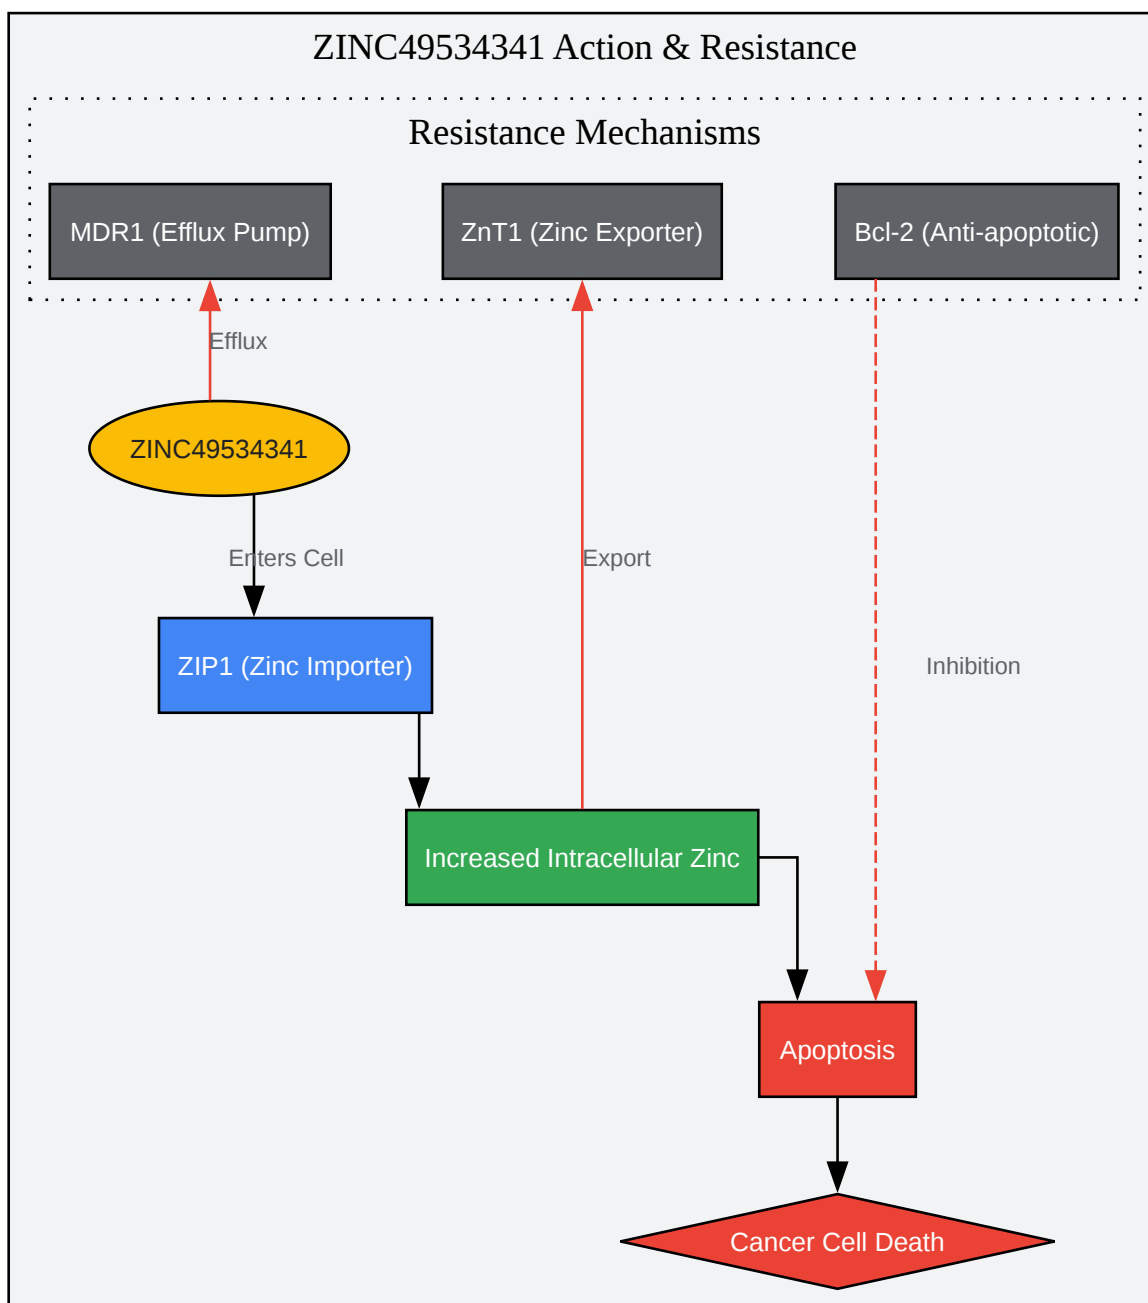 ZINC49534341 Action & Resistance
Resistance Mechanisms
MDR1 (Efflux Pump)
ZnT1 (Zinc Exporter)
Bcl-2 (Anti-apoptotic)
Efflux
ZINC49534341
Enters Cell
Export
ZIP1 (Zinc Importer)
Inhibition
Increased Intracellular Zinc
Apoptosis
Cancer Cell Death